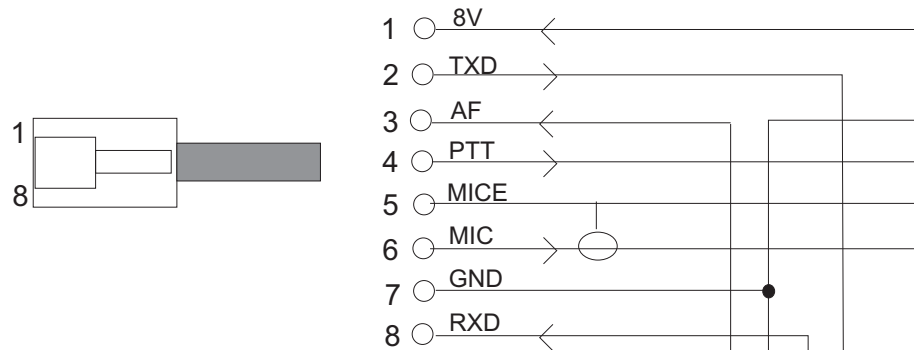 1
8
1 8V
2 TXD
3 AF
4 PTT
5 MICE
6 MIC
7 GND
8 RXD